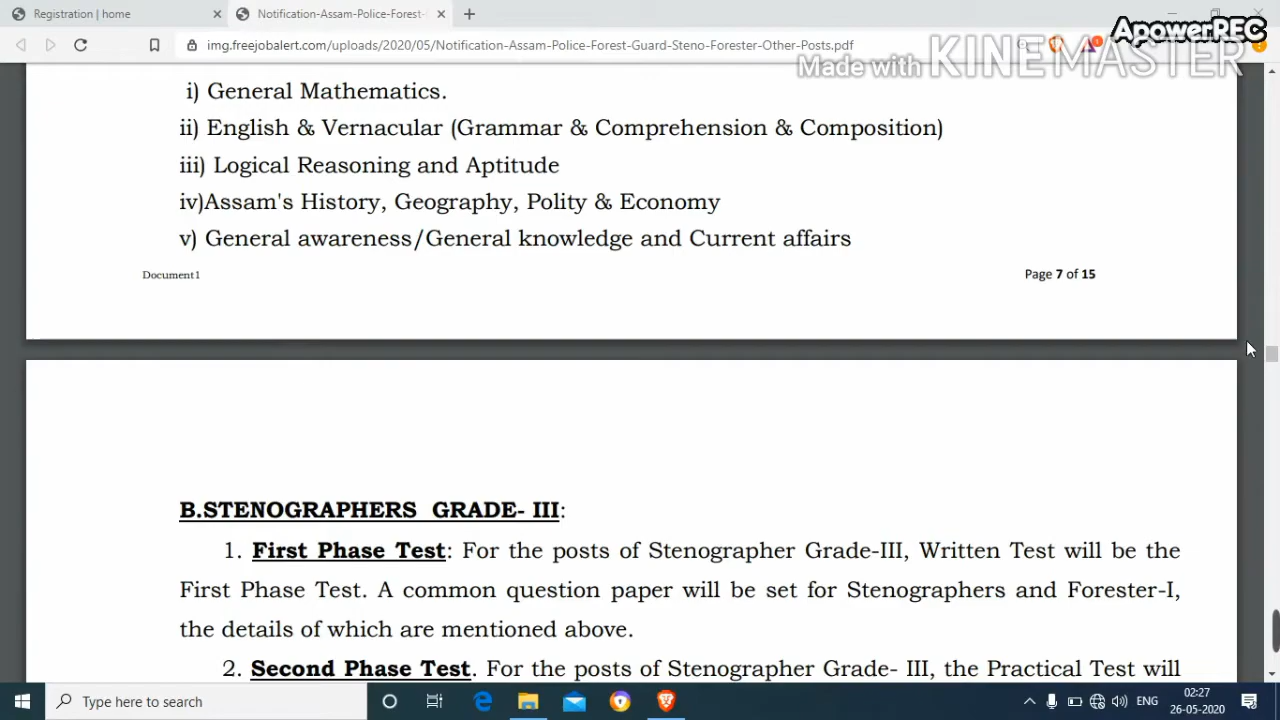 Registration | home
Notification-Assam-Police-Forest-
ApowerREC
img.freejobalert.com/uploads/2020/05/Notification-Assam-Police-Forest-Guard-Steno-Forester-Other-Posts.pdf
Made with KINEMASTER
i) General Mathematics.
ii) English & Vernacular (Grammar & Comprehension & Composition)
iii) Logical Reasoning and Aptitude
iv)Assam's History, Geography, Polity & Economy
v) General awareness/General knowledge and Current affairs
Document1 Page 7 of 15
B.STENOGRAPHERS GRADE- III:
1. First Phase Test: For the posts of Stenographer Grade-III, Written Test will be the
First Phase Test. A common question paper will be set for Stenographers and Forester-I,
the details of which are mentioned above.
2. Second Phase Test. For the posts of Stenographer Grade- III, the Practical Test will
Type here to search
ENG
02:27
26-05-2020